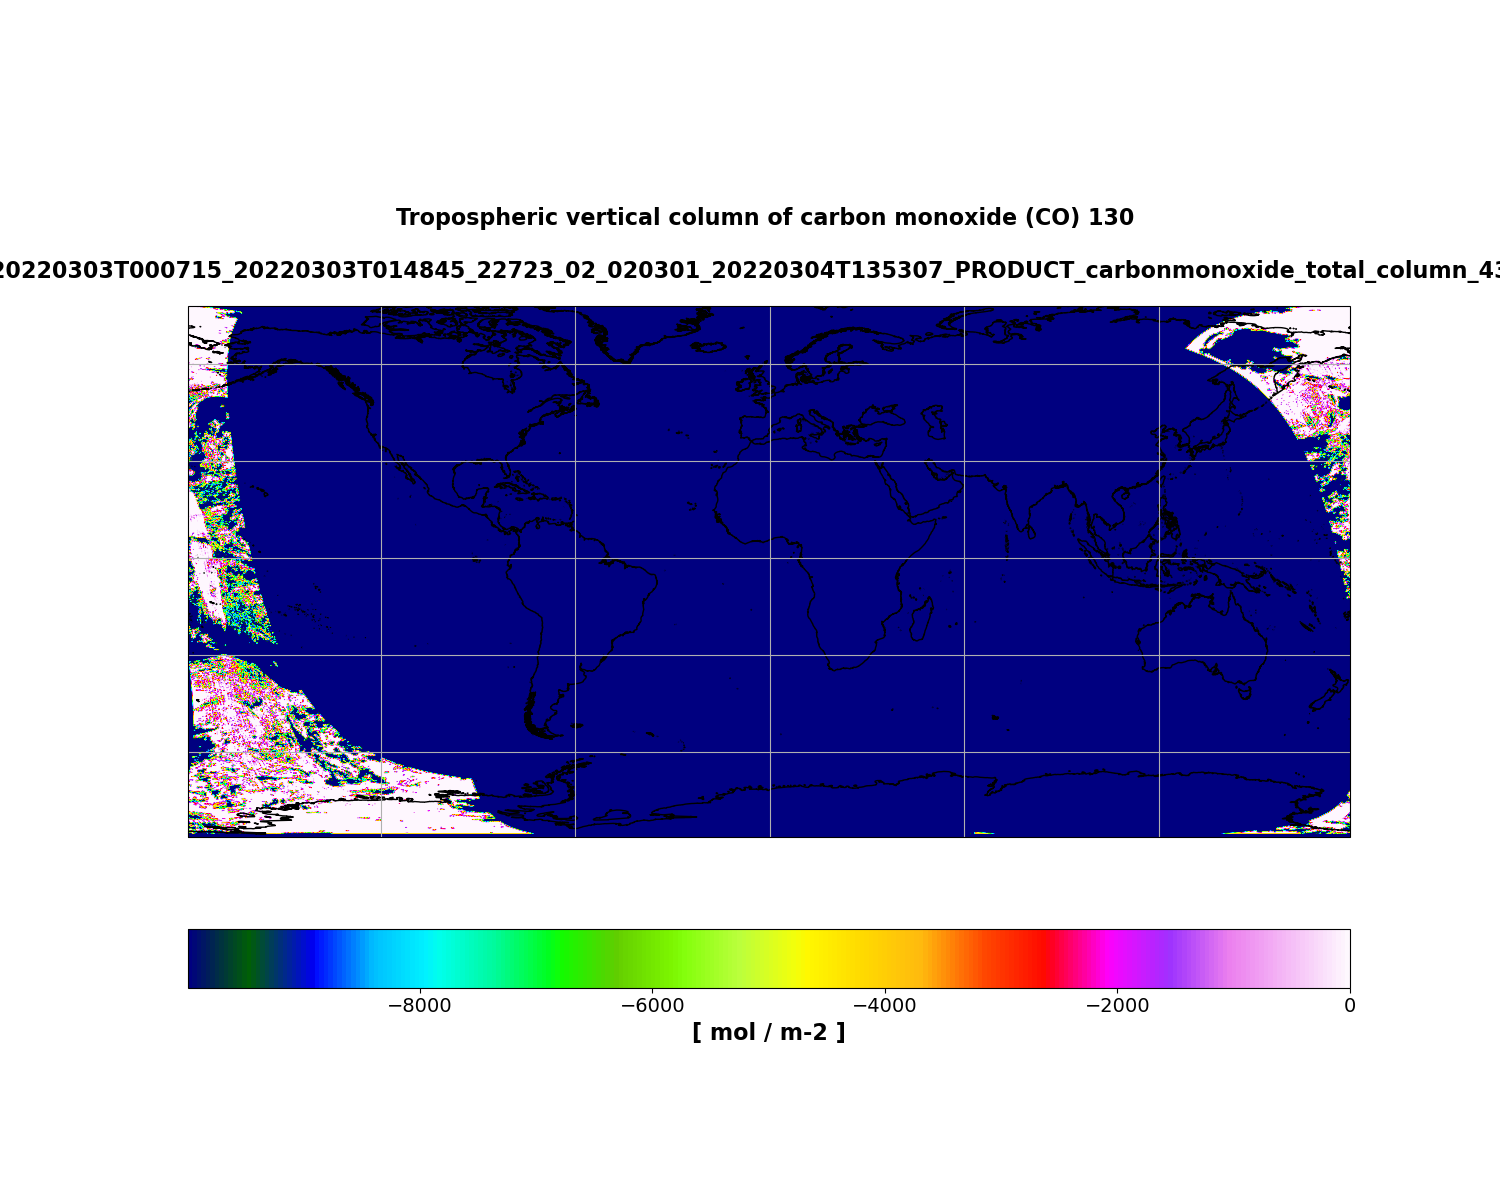 Tropospheric vertical column of carbon monoxide (CO) 130
20220303T000715_20220303T014845_22723_02_020301_20220304T135307_PRODUCT_carbonmonoxide_total_column_43
−8000 −6000 −4000 −2000 0
[ mol / m-2 ]